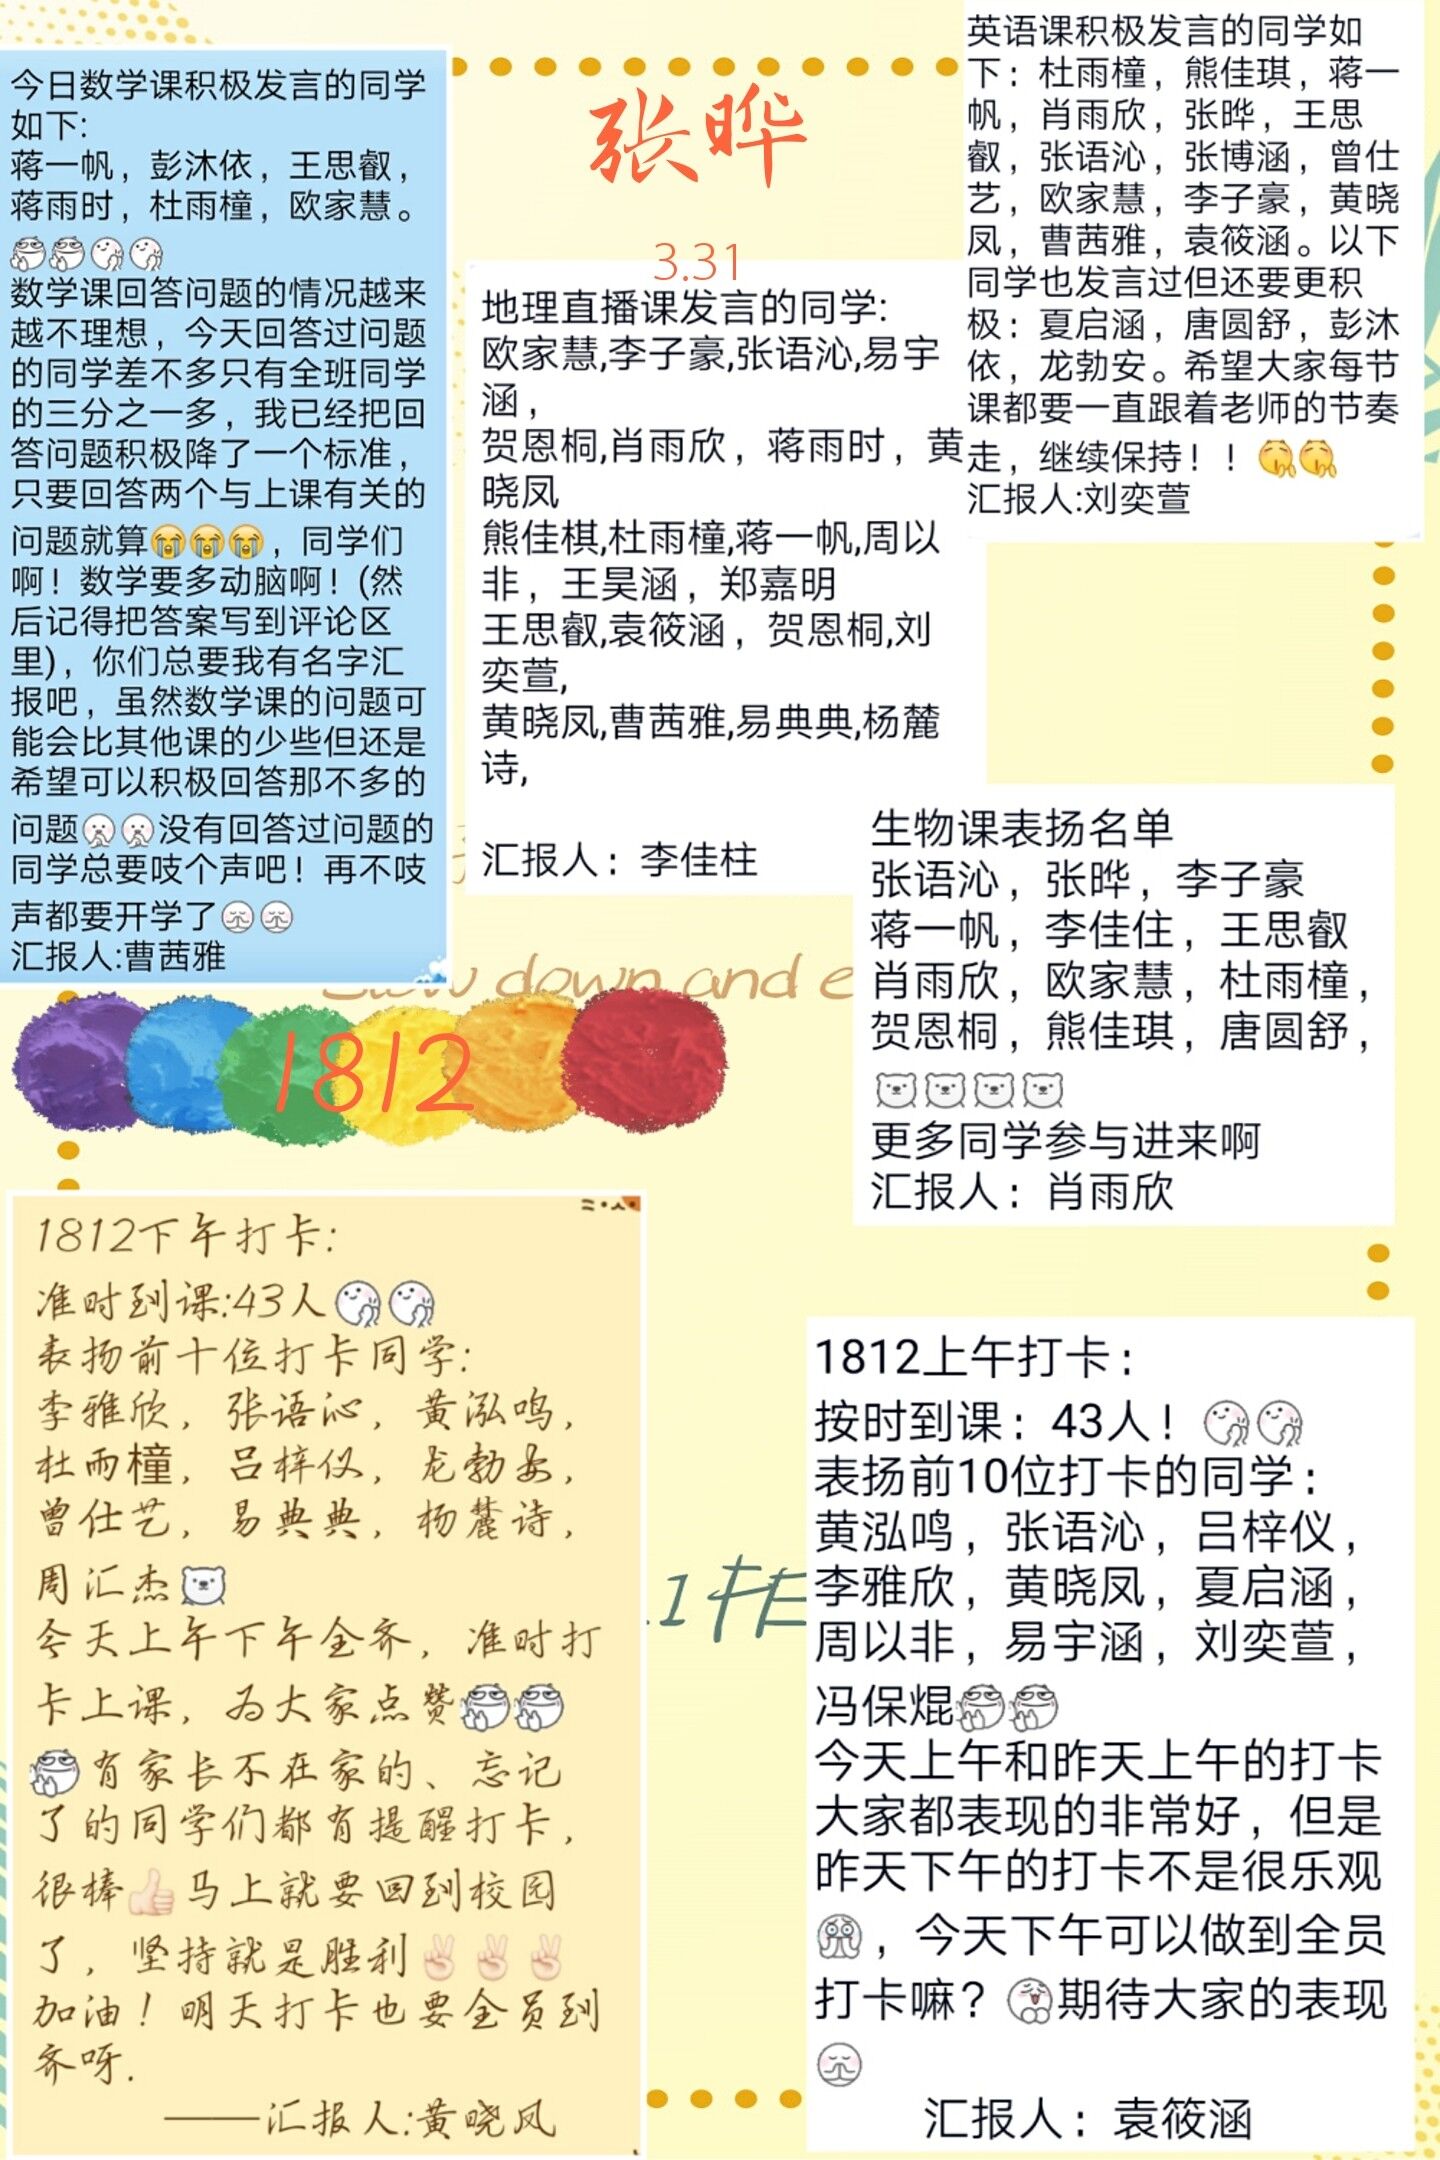 今日数学课积极发言的同学
如下:
蒋一帆，彭沐依，王思叡，
蒋雨时，杜雨橦，欧家慧。
数学课回答问题的情况越来
越不理想，今天回答过问题
的同学差不多只有全班同学
的三分之一多，我已经把回
答问题积极降了一个标准，
只要回答两个与上课有关的
问题就算😭😭😭，同学们
啊！数学要多动脑啊！(然
后记得把答案写到评论区
里)，你们总要我有名字汇
报吧，虽然数学课的问题可
能会比其他课的少些但还是
希望可以积极回答那不多的
问题没有回答过问题的
同学总要吱个声吧！再不吱
声都要开学了
汇报人:曹茜雅
张晔
3.31
地理直播课发言的同学:
欧家慧,李子豪,张语沁,易宇
涵，
贺恩桐,肖雨欣，蒋雨时，黄
晓凤
熊佳棋,杜雨橦,蒋一帆,周以
非，王昊涵，郑嘉明
王思叡,袁筱涵，贺恩桐,刘
奕萱,
黄晓凤,曹茜雅,易典典,杨麓
诗,
汇报人：李佳柱
英语课积极发言的同学如
下：杜雨橦，熊佳琪，蒋一
帆，肖雨欣，张晔，王思
叡，张语沁，张博涵，曾仕
艺，欧家慧，李子豪，黄晓
凤，曹茜雅，袁筱涵。以下
同学也发言过但还要更积
极：夏启涵，唐圆舒，彭沐
依，龙勃安。希望大家每节
课都要一直跟着老师的节奏
走，继续保持！！
汇报人:刘奕萱
生物课表扬名单
张语沁，张晔，李子豪
蒋一帆，李佳住，王思叡
肖雨欣，欧家慧，杜雨橦，
贺恩桐，熊佳琪，唐圆舒，
更多同学参与进来啊
汇报人：肖雨欣
down and
1812
1812下午打卡:
准时到课:43人
表扬前十位打卡同学:
李雅欣，张语沁，黄泓鸣，
杜雨橦，吕梓仪，龙勃安，
曾仕艺，易典典，杨麓诗，
周汇杰
今天上午下午全齐，准时打
卡上课，为大家点赞
有家长不在家的、忘记
了的同学们都有提醒打卡，
很棒👍马上就要回到校园
了，坚持就是胜利✌✌✌
加油！明天打卡也要全员到
齐呀.
——汇报人:黄晓凤
1812上午打卡：
按时到课：43人！
表扬前10位打卡的同学：
黄泓鸣，张语沁，吕梓仪，
李雅欣，黄晓凤，夏启涵，
周以非，易宇涵，刘奕萱，
冯保焜
今天上午和昨天上午的打卡
大家都表现的非常好，但是
昨天下午的打卡不是很乐观
，今天下午可以做到全员
打卡嘛？期待大家的表现
汇报人：袁筱涵